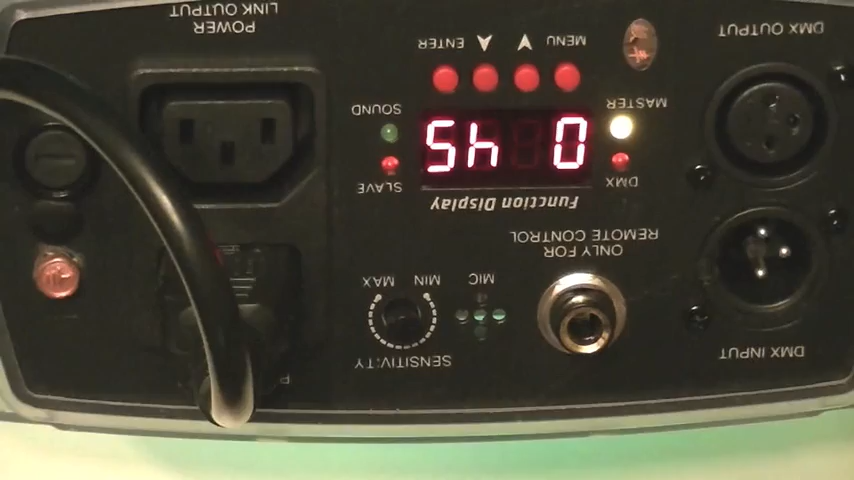 DMX INPUT
SENSITIVITY
MIC
MIN MAX
ONLY FOR
REMOTE CONTROL
Function Display
DMX
SLAVE
Sh 0
MASTER
SOUND
MENU
ENTER
DMX OUTPUT
POWER
LINK OUTPUT